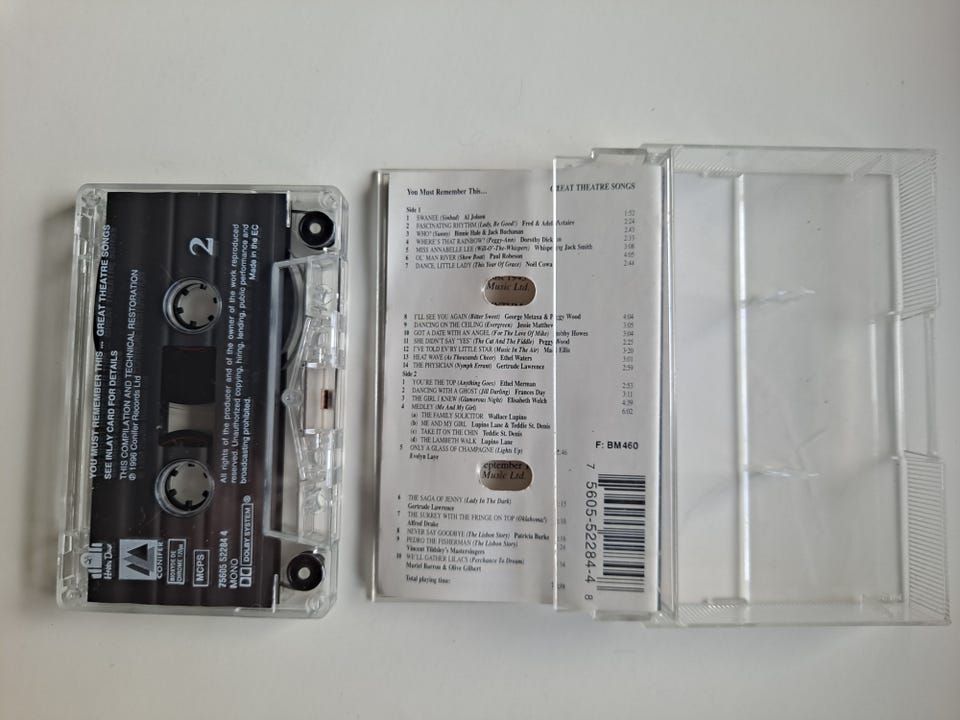 YOU MUST REMEMBER THIS ... GREAT THEATRE SONGS
SEE INLAY CARD FOR DETAILS
THIS COMPILATION AND TECHNICAL RESTORATION
℗ 1996 Conifer Records Ltd
2
All rights of the producer and of the owner of the work reproduced
reserved. Unauthorized copying, hiring, lending, public performance and
broadcasting prohibited.
Made in the EC
CONIFER
BIOXYDE DE
CHROME 170us
MCPS
75605 52284 4
MONO
DOLBY SYSTEM ®
You Must Remember This...
GREAT THEATRE SONGS
Side 1
1 SWANEE (Sinbad) Al Jolson 1:52
2 FASCINATING RHYTHM (Lady, Be Good!) Fred & Adele Astaire 2:24
3 WHO? (Sunny) Binnie Hale & Jack Buchanan 2:43
4 WHERE'S THAT RAINBOW? (Peggy-Ann) Dorothy Dick 2:33
5 MISS ANNABELLE LEE (Will-O'-The-Whispers) Whispering Jack Smith 3:08
6 OL' MAN RIVER (Show Boat) Paul Robeson 4:05
7 DANCE, LITTLE LADY (This Year Of Grace) Noël Cowa 2:44
Music Ltd.
8 I'LL SEE YOU AGAIN (Bitter Sweet) George Metaxa & Peggy Wood 4:04
9 DANCING ON THE CEILING (Evergreen) Jessie Matthew 3:05
10 GOT A DATE WITH AN ANGEL (For The Love Of Mike) Bobby Howes 3:04
11 SHE DIDN'T SAY "YES" (The Cat And The Fiddle) Peggy Wood 2:25
12 I'VE TOLD EV'RY LITTLE STAR (Music In The Air) Mary Ellis 3:20
13 HEAT WAVE (As Thousands Cheer) Ethel Waters 3:01
14 THE PHYSICIAN (Nymph Errant) Gertrude Lawrence 2:59
Side 2
1 YOU'RE THE TOP (Anything Goes) Ethel Merman 2:53
2 DANCING WITH A GHOST (Jill Darling) Frances Day 3:11
3 THE GIRL I KNEW (Glamorous Night) Elisabeth Welch 4:39
4 MEDLEY (Me And My Girl) 6:02
(a) THE FAMILY SOLICITOR Wallace Lupino
(b) ME AND MY GIRL Lupino Lane & Teddie St. Denis
(c) TAKE IT ON THE CHIN Teddie St. Denis
(d) THE LAMBETH WALK Lupino Lane
5 ONLY A GLASS OF CHAMPAGNE (Lights Up) :46
Evelyn Laye
eptember
Music Ltd.
6 THE SAGA OF JENNY (Lady In The Dark)
Gertrude Lawrence
7 THE SURREY WITH THE FRINGE ON TOP (Oklahoma!)
Alfred Drake
8 NEVER SAY GOODBYE (The Lisbon Story) Patricia Burke
9 PEDRO THE FISHERMAN (The Lisbon Story)
Vincent Tildsley's Mastersingers
10 WE'LL GATHER LILACS (Perchance To Dream)
Muriel Barron & Olive Gilbert
Total playing time:
F: BM460
7 5605-52284-4 8